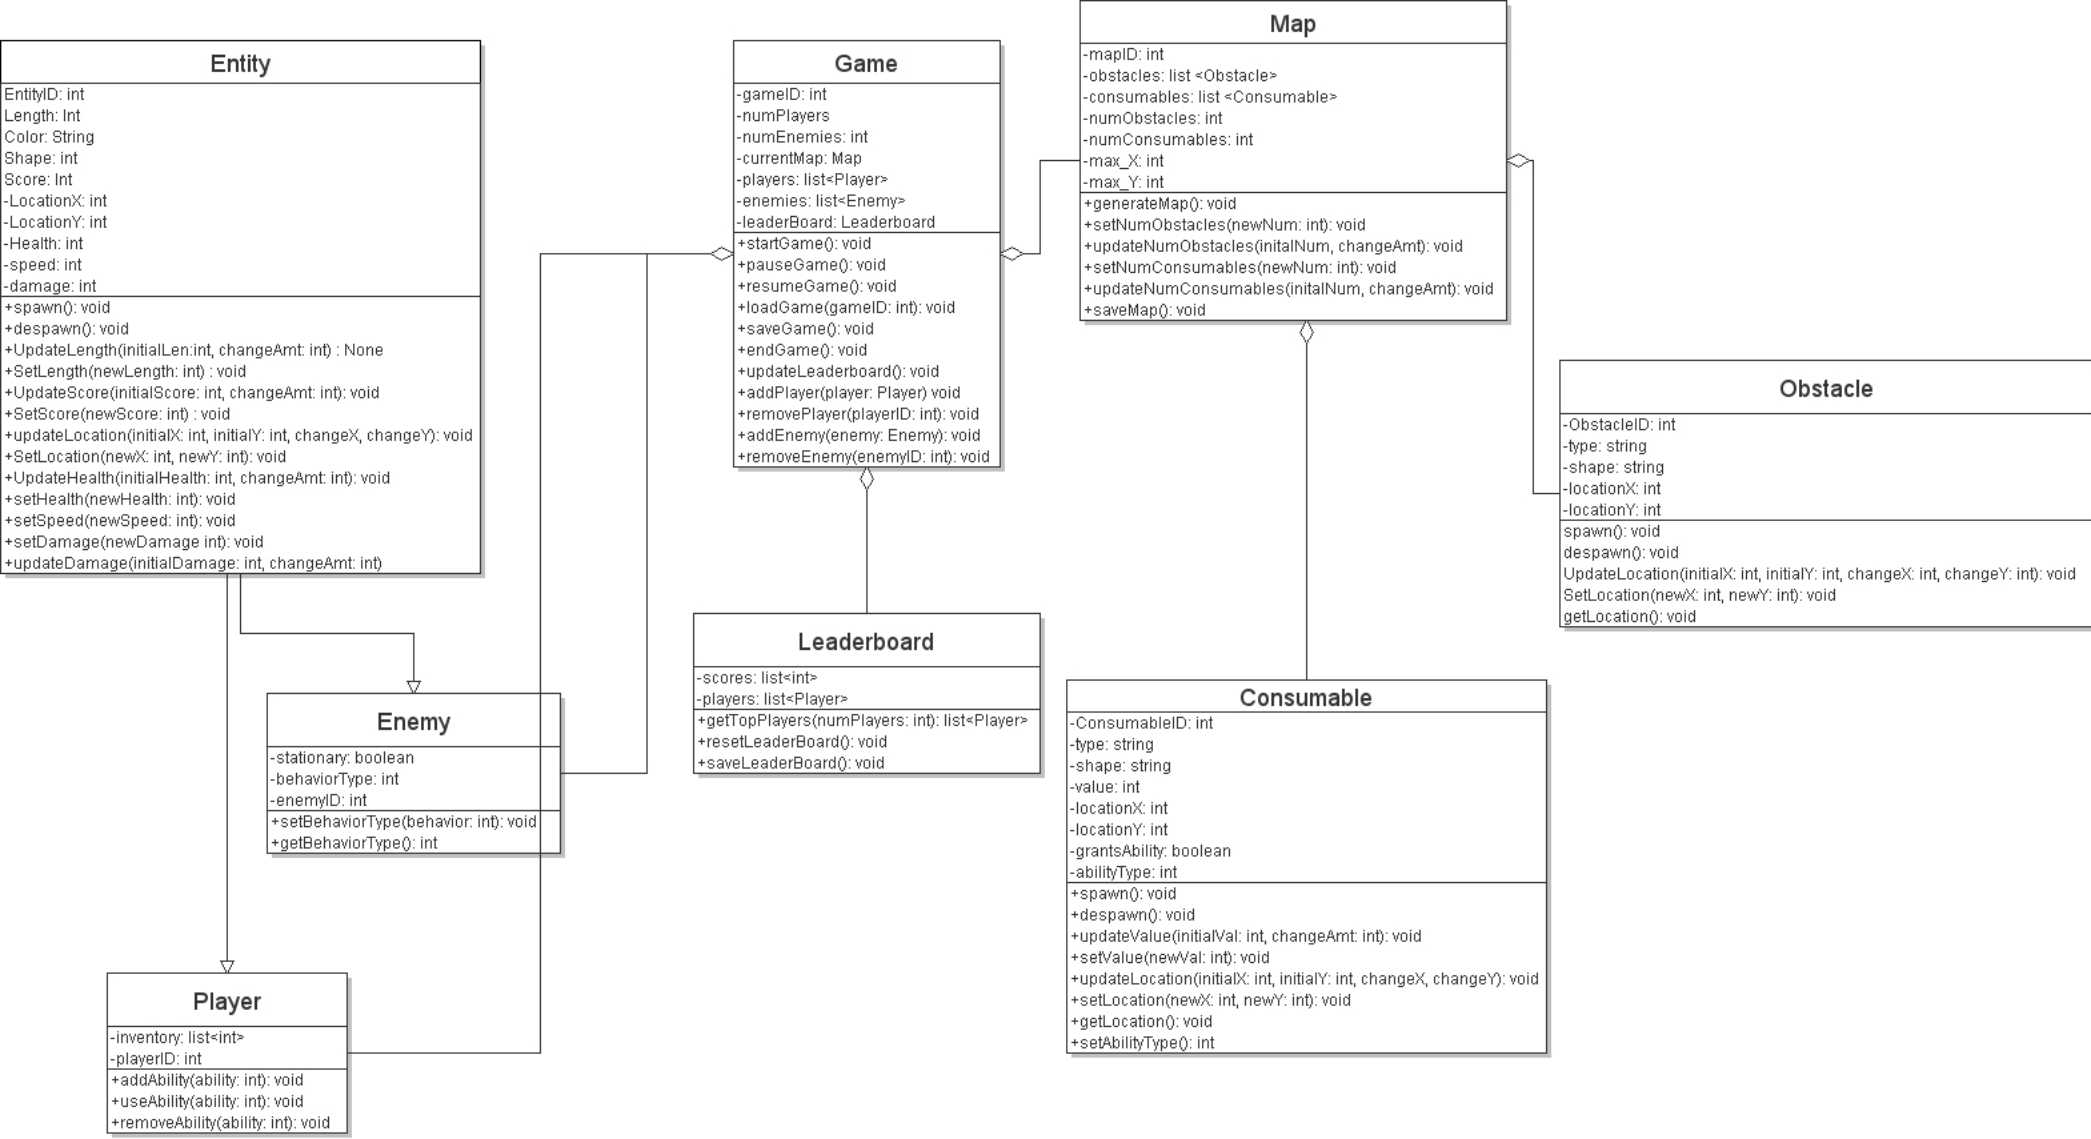 Entity
EntityID: int
Length: Int
Color: String
Shape: int
Score: Int
-LocationX: int
-LocationY: int
-Health: int
-speed: int
-damage: int
+spawn(): void
+despawn(): void
+UpdateLength(initialLen:int, changeAmt: int) : None
+SetLength(newLength: int) : void
+UpdateScore(initialScore: int, changeAmt: int): void
+SetScore(newScore: int) : void
+updateLocation(initialX: int, initialY: int, changeX, changeY): void
+SetLocation(newX: int, newY: int): void
+UpdateHealth(initialHealth: int, changeAmt: int): void
+setHealth(newHealth: int): void
+setSpeed(newSpeed: int): void
+setDamage(newDamage int): void
+updateDamage(initialDamage: int, changeAmt: int)
Game
-gameID: int
-numPlayers
-numEnemies: int
-currentMap: Map
-players: list<Player>
-enemies: list<Enemy>
-leaderBoard: Leaderboard
+startGame(): void
+pauseGame(): void
+resumeGame(): void
+loadGame(gameID: int): void
+saveGame(): void
+endGame(): void
+updateLeaderboard(): void
+addPlayer(player: Player) void
+removePlayer(playerID: int): void
+addEnemy(enemy: Enemy): void
+removeEnemy(enemyID: int): void
Map
-mapID: int
-obstacles: list <Obstacle>
-consumables: list <Consumable>
-numObstacles: int
-numConsumables: int
-max_X: int
-max_Y: int
+generateMap(): void
+setNumObstacles(newNum: int): void
+updateNumObstacles(initalNum, changeAmt): void
+setNumConsumables(newNum: int): void
+updateNumConsumables(initalNum, changeAmt): void
+saveMap(): void
Obstacle
-ObstacleID: int
-type: string
-shape: string
-locationX: int
-locationY: int
spawn(): void
despawn(): void
UpdateLocation(initialX: int, initialY: int, changeX: int, changeY: int): void
SetLocation(newX: int, newY: int): void
getLocation(): void
Leaderboard
-scores: list<int>
-players: list<Player>
+getTopPlayers(numPlayers: int): list<Player>
+resetLeaderBoard(): void
+saveLeaderBoard(): void
Enemy
-stationary: boolean
-behaviorType: int
-enemyID: int
+setBehaviorType(behavior: int): void
+getBehaviorType(): int
Consumable
-ConsumableID: int
-type: string
-shape: string
-value: int
-locationX: int
-locationY: int
-grantsAbility: boolean
-abilityType: int
+spawn(): void
+despawn(): void
+updateValue(initialVal: int, changeAmt: int): void
+setValue(newVal: int): void
+updateLocation(initialX: int, initialY: int, changeX, changeY): void
+setLocation(newX: int, newY: int): void
+getLocation(): void
+setAbilityType(): int
Player
-inventory: list<int>
-playerID: int
+addAbility(ability: int): void
+useAbility(ability: int): void
+removeAbility(ability: int): void